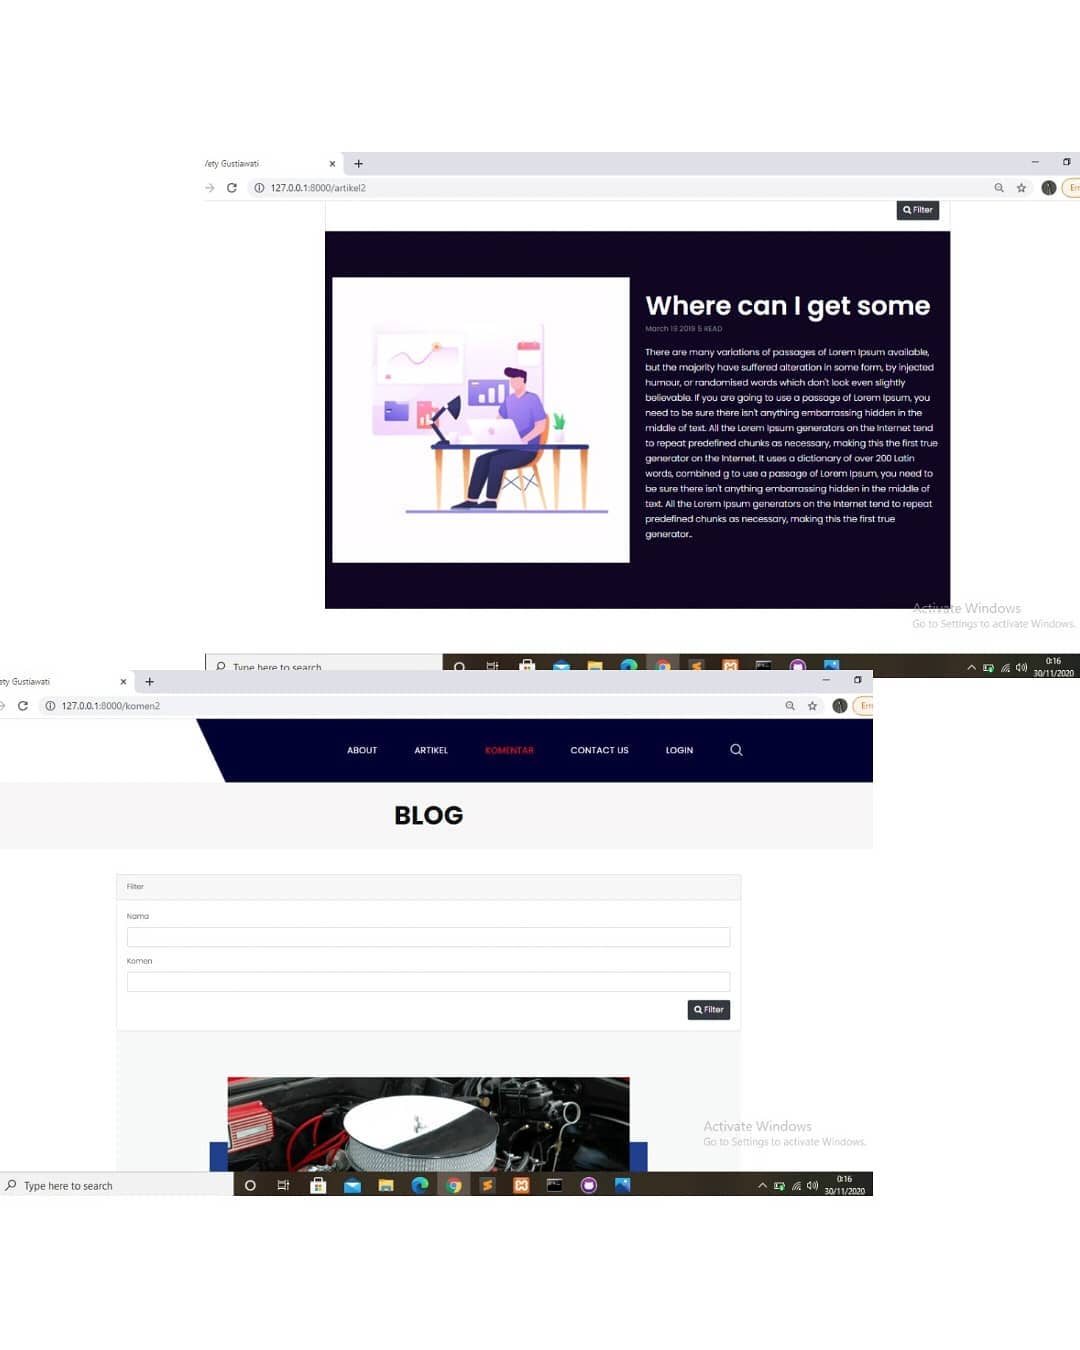 Vety Gustiawati
127.0.0.1:8000/artikel2
Filter
Where can I get some
March 19 2019 5 READ
There are many variations of passages of Lorem Ipsum available,
but the majority have suffered alteration in some form, by injected
humour, or randomised words which don't look even slightly
believable. If you are going to use a passage of Lorem Ipsum, you
need to be sure there isn't anything embarrassing hidden in the
middle of text. All the Lorem Ipsum generators on the Internet tend
to repeat predefined chunks as necessary, making this the first true
generator on the Internet. It uses a dictionary of over 200 Latin
words, combined g to use a passage of Lorem Ipsum, you need to
be sure there isn't anything embarrassing hidden in the middle of
text. All the Lorem Ipsum generators on the Internet tend to repeat
predefined chunks as necessary, making this the first true
generator..
Activate Windows
Go to Settings to activate Windows.
Type here to search
0:16
30/11/2020
ety Gustiawati
127.0.0.1:8000/komen2
ABOUT ARTIKEL KOMENTAR CONTACT US LOGIN
BLOG
Filter
Nama
Komen
Filter
Activate Windows
Go to Settings to activate Windows.
Type here to search
0:16
30/11/2020